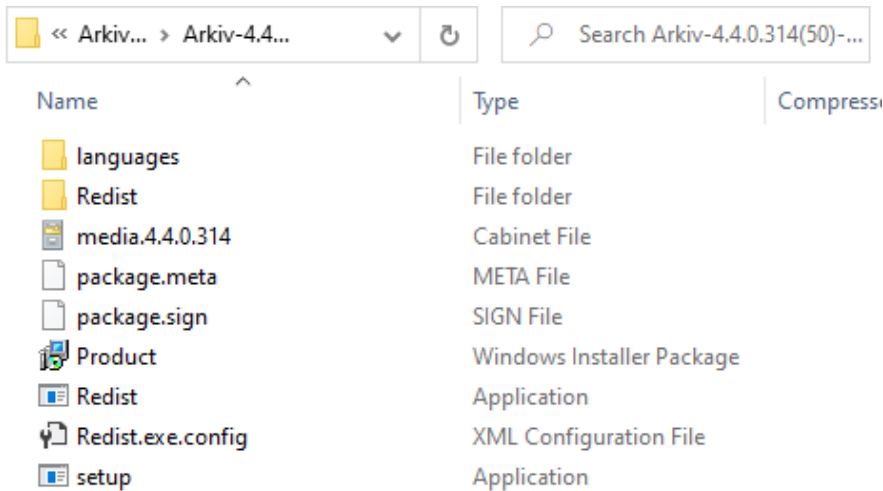 « Arkiv... > Arkiv-4.4... Search Arkiv-4.4.0.314(50)-...
Name Type Compresse
languages File folder
Redist File folder
media.4.4.0.314 Cabinet File
package.meta META File
package.sign SIGN File
Product Windows Installer Package
Redist Application
Redist.exe.config XML Configuration File
setup Application